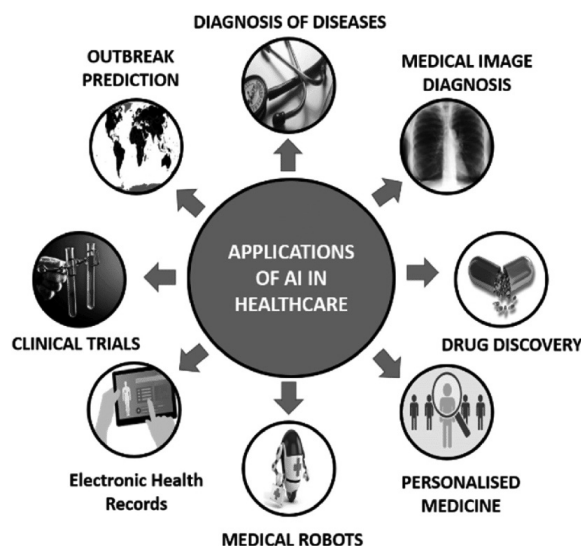 DIAGNOSIS OF DISEASES
OUTBREAK
PREDICTION
MEDICAL IMAGE
DIAGNOSIS
APPLICATIONS
OF AI IN
HEALTHCARE
CLINICAL TRIALS
DRUG DISCOVERY
Electronic Health
Records
PERSONALISED
MEDICINE
MEDICAL ROBOTS